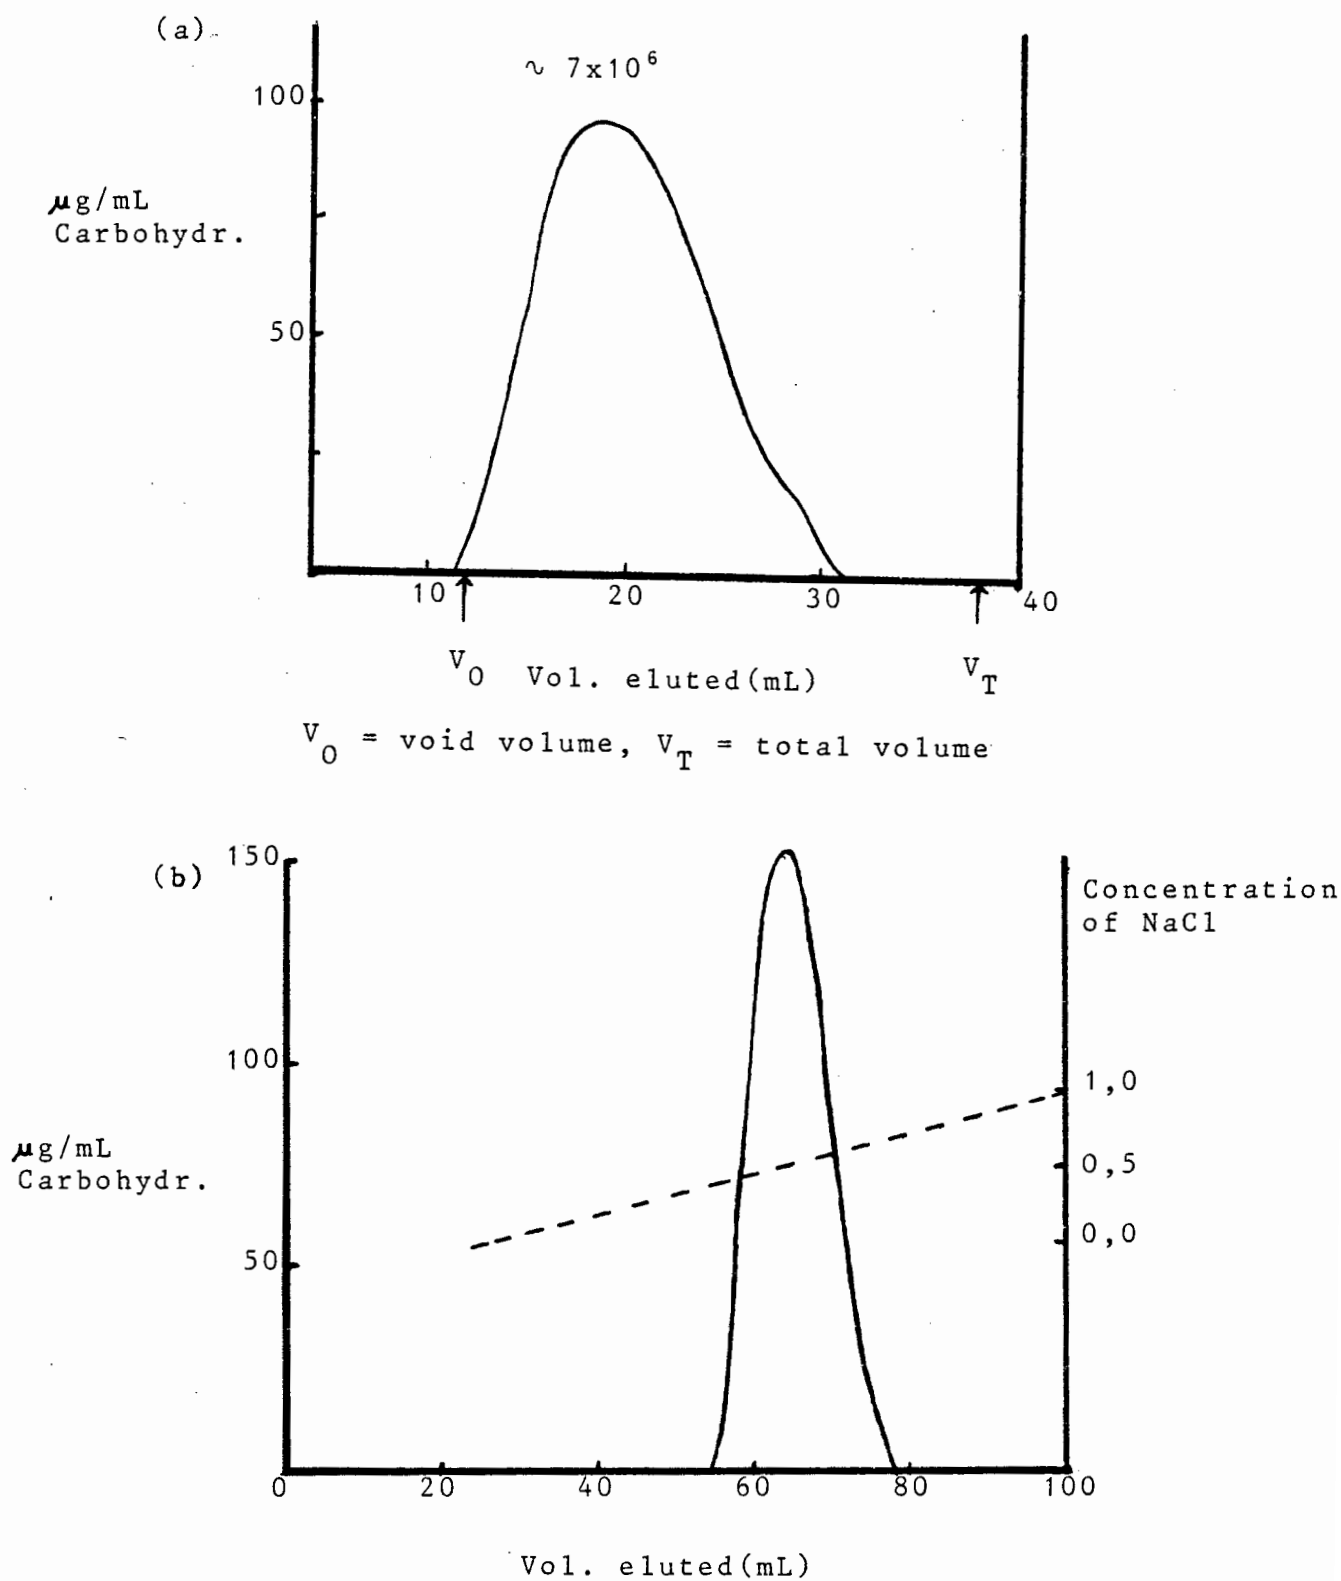 (a)
~ 7x10⁶
100
µg/mL
Carbohydr.
50
10
20
30
40
V₀ Vol. eluted(mL) V_T
V₀ = void volume, V_T = total volume
(b)
150
Concentration
of NaCl
100
1,0
µg/mL
Carbohydr.
0,5
0,0
50
0 20 40 60 80 100
Vol. eluted(mL)